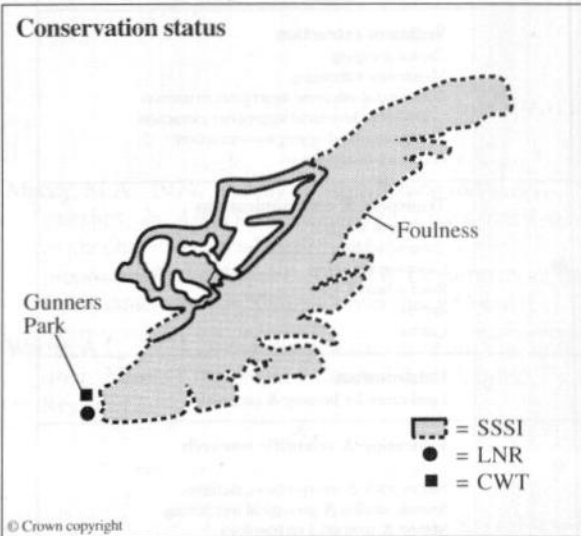 Conservation status
Foulness
Gunners
Park
= SSSI
= LNR
= CWT
© Crown copyright